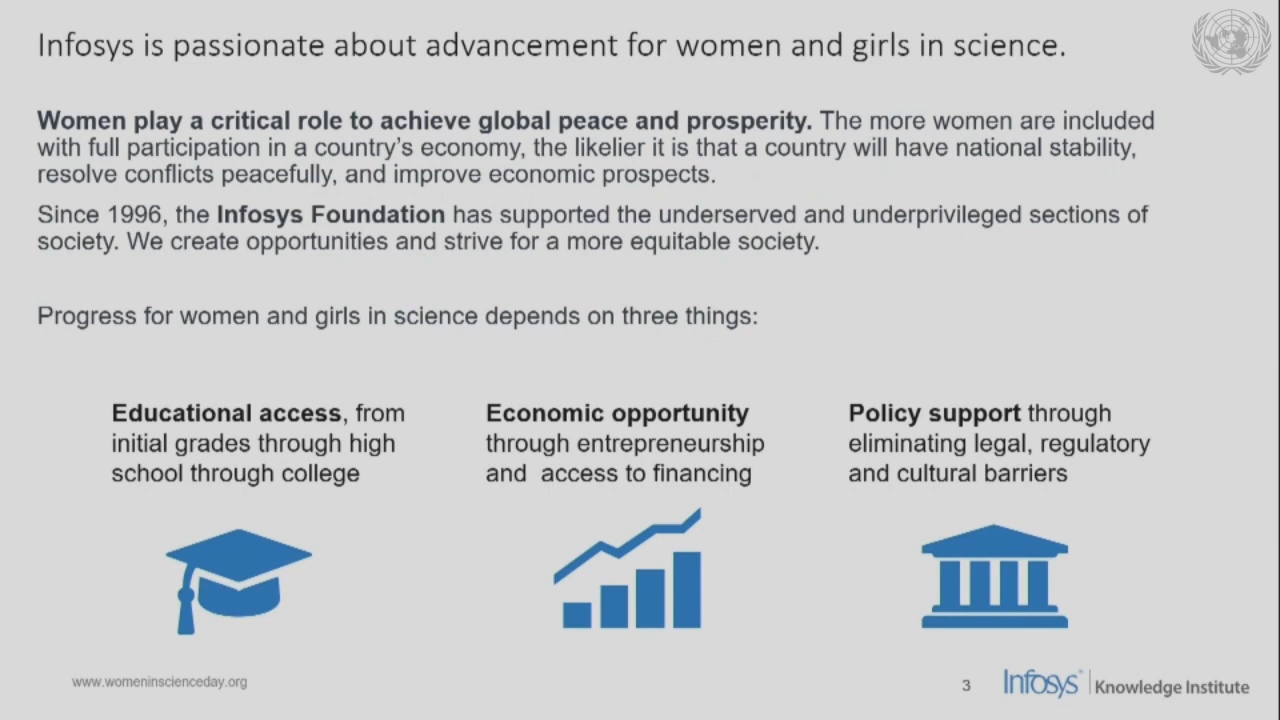 Infosys is passionate about advancement for women and girls in science.
Women play a critical role to achieve global peace and prosperity. The more women are included
with full participation in a country's economy, the likelier it is that a country will have national stability,
resolve conflicts peacefully, and improve economic prospects.
Since 1996, the Infosys Foundation has supported the underserved and underprivileged sections of
society. We create opportunities and strive for a more equitable society.
Progress for women and girls in science depends on three things:
Educational access, from
initial grades through high
school through college
Economic opportunity
through entrepreneurship
and  access to financing
Policy support through
eliminating legal, regulatory
and cultural barriers
www.womeninscienceday.org
3
Infosys | Knowledge Institute